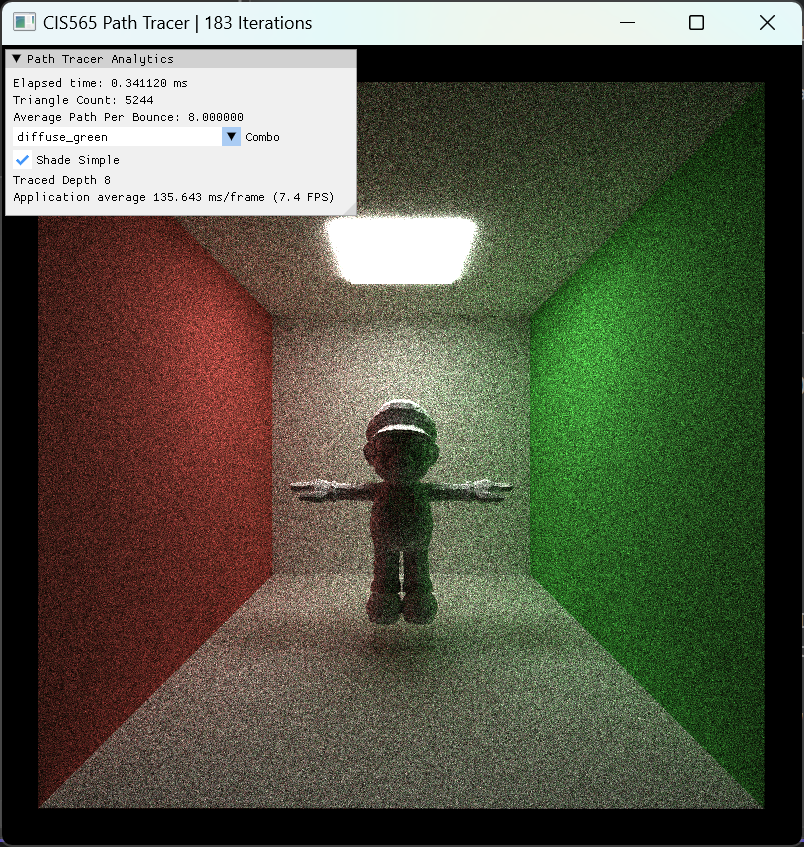 CIS565 Path Tracer | 183 Iterations
Path Tracer Analytics
Elapsed time: 0.341120 ms
Triangle Count: 5244
Average Path Per Bounce: 8.000000
diffuse_green Combo
Shade Simple
Traced Depth 8
Application average 135.643 ms/frame (7.4 FPS)